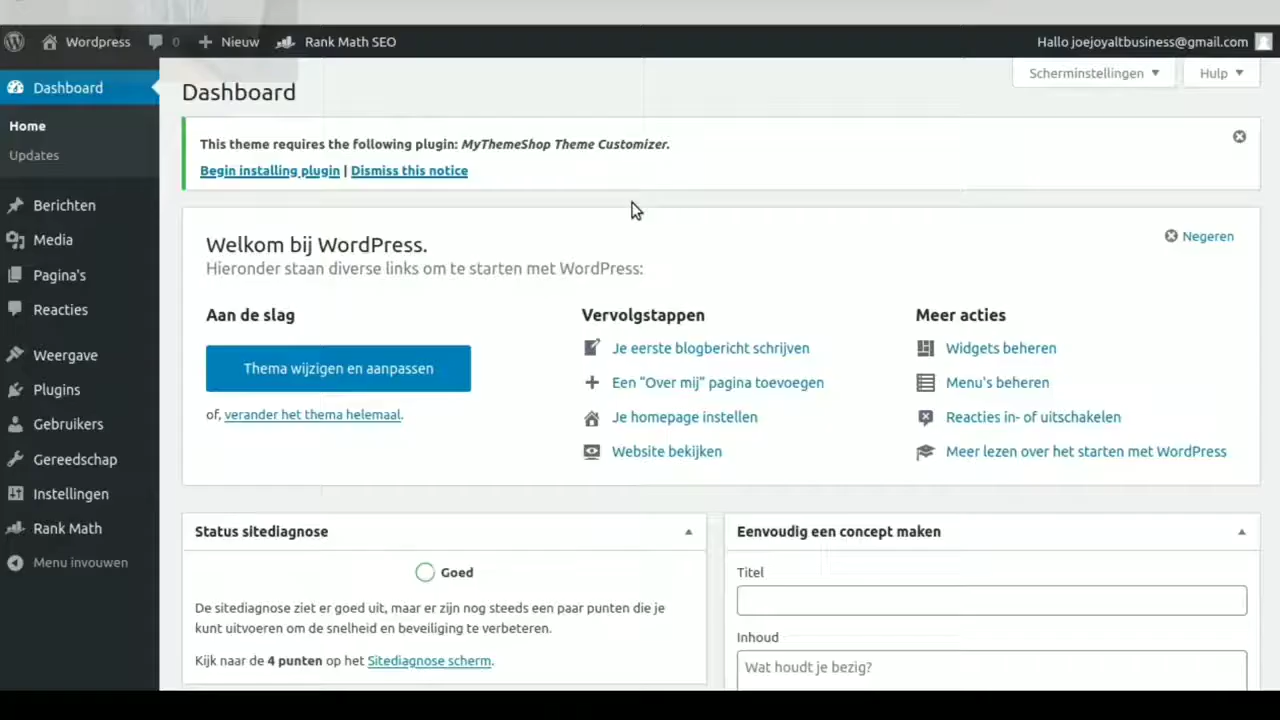 Wordpress 0 Nieuw Rank Math SEO Hallo joejoyaltbusiness@gmail.com
Dashboard
Home
Updates
Berichten
Media
Pagina's
Reacties
Weergave
Plugins
Gebruikers
Gereedschap
Instellingen
Rank Math
Menu invouwen
Scherminstellingen Hulp
Dashboard
This theme requires the following plugin: MyThemeShop Theme Customizer.
Begin installing plugin | Dismiss this notice
Welkom bij WordPress.
Negeren
Hieronder staan diverse links om te starten met WordPress:
Aan de slag
Thema wijzigen en aanpassen
of, verander het thema helemaal.
Vervolgstappen
Je eerste blogbericht schrijven
Een "Over mij" pagina toevoegen
Je homepage instellen
Website bekijken
Meer acties
Widgets beheren
Menu's beheren
Reacties in- of uitschakelen
Meer lezen over het starten met WordPress
Status sitediagnose
Goed
De sitediagnose ziet er goed uit, maar er zijn nog steeds een paar punten die je
kunt uitvoeren om de snelheid en beveiliging te verbeteren.
Kijk naar de 4 punten op het Sitediagnose scherm.
Eenvoudig een concept maken
Titel
Inhoud
Wat houdt je bezig?